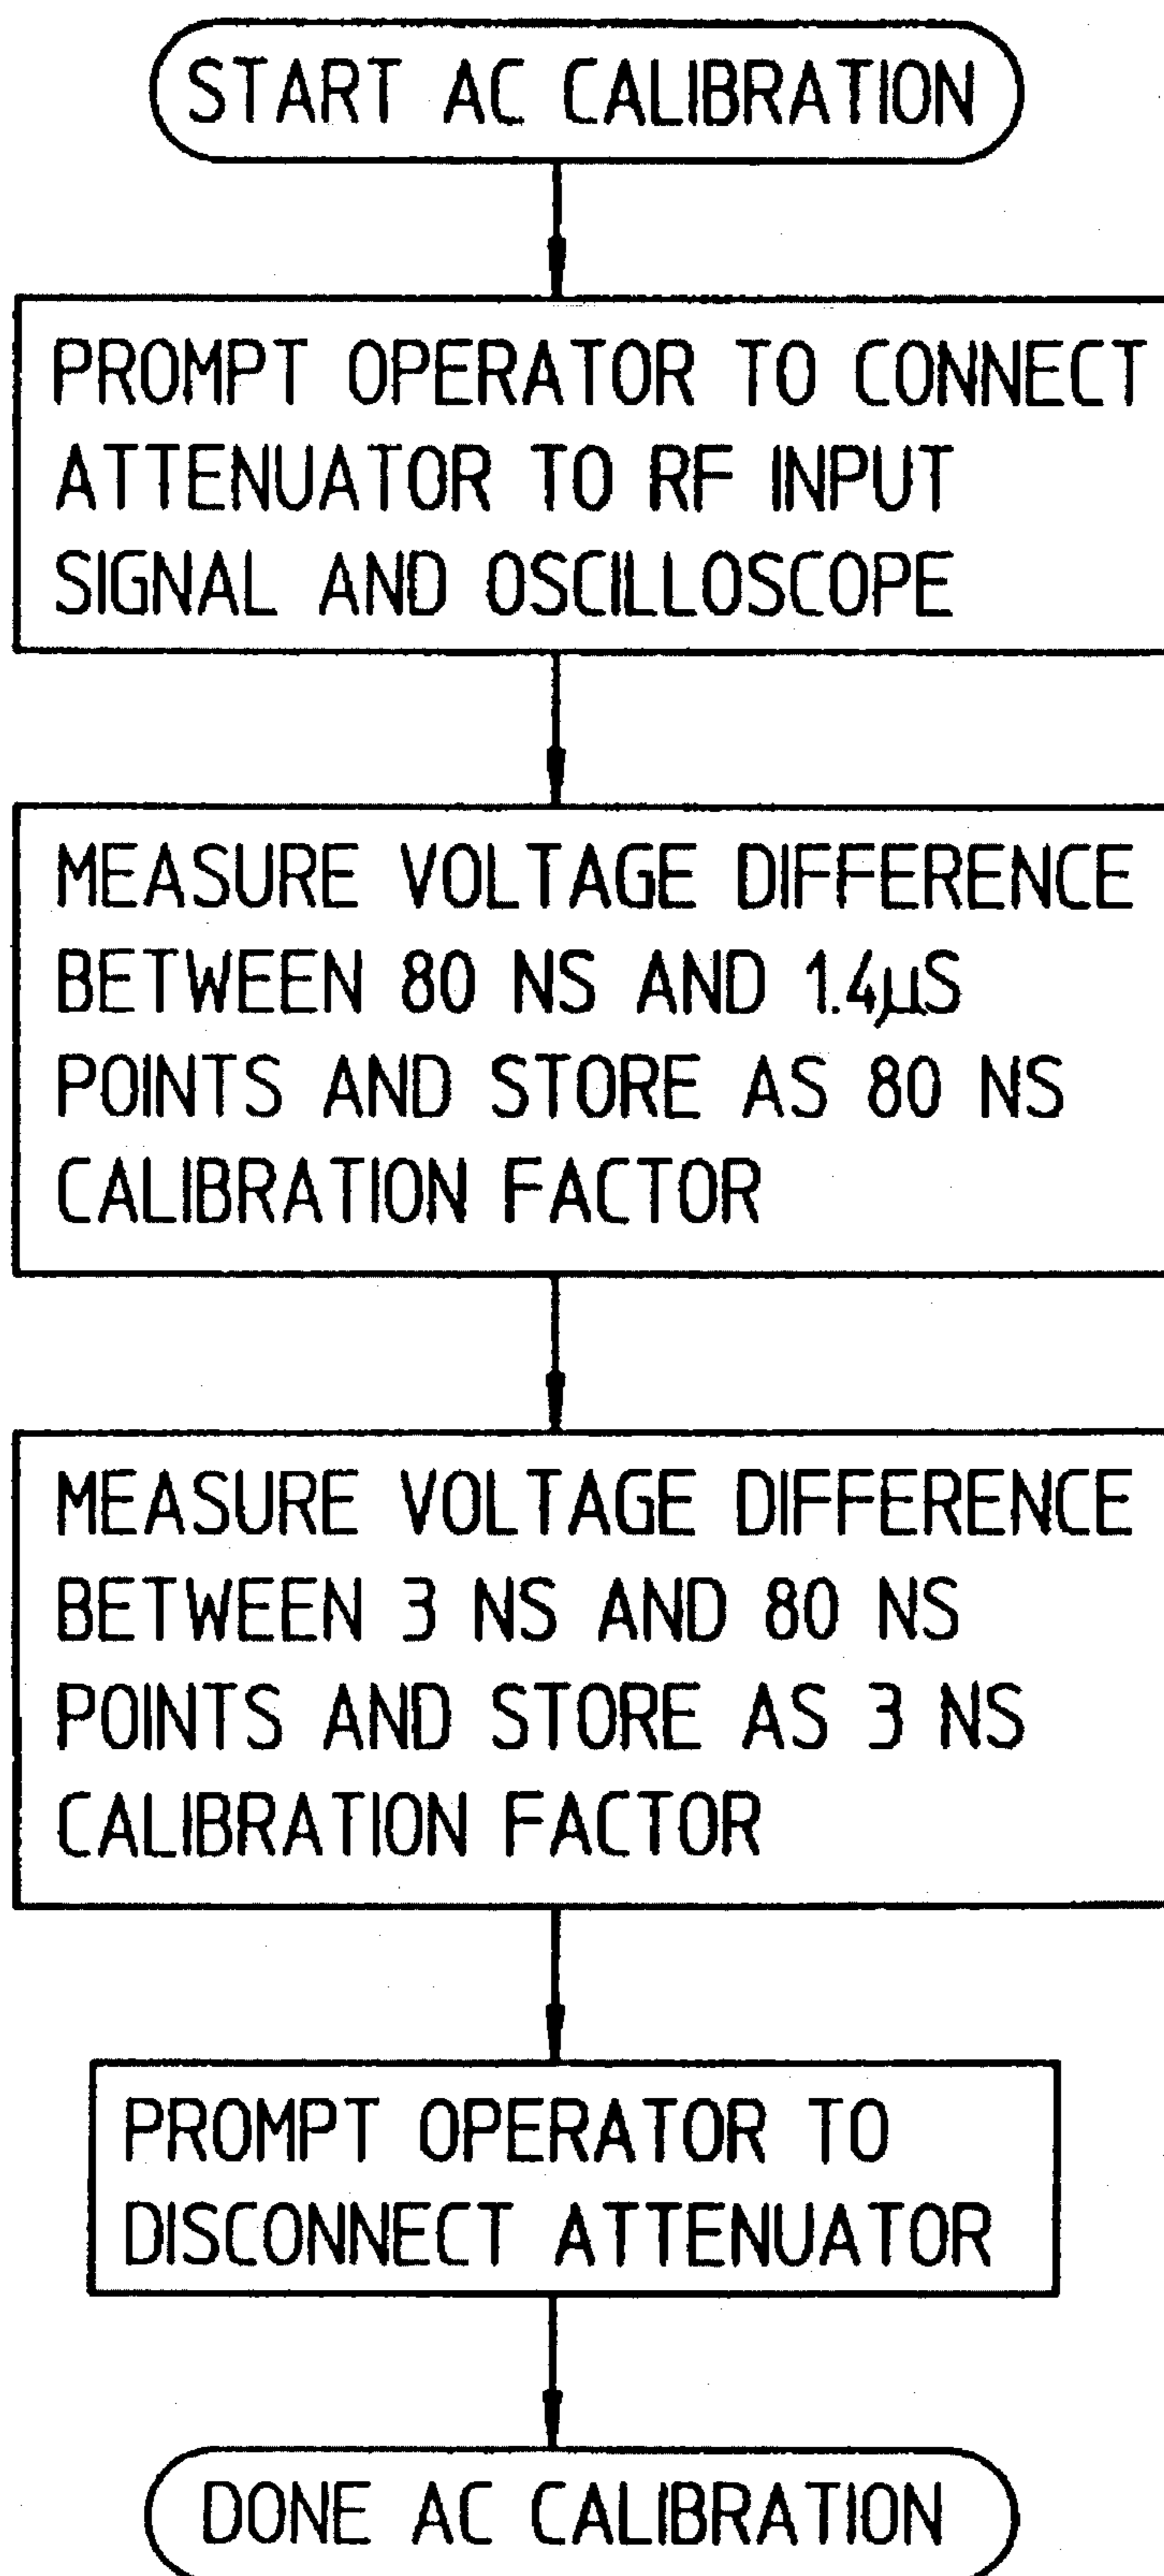 START AC CALIBRATION
PROMPT OPERATOR TO CONNECT
ATTENUATOR TO RF INPUT
SIGNAL AND OSCILLOSCOPE
MEASURE VOLTAGE DIFFERENCE
BETWEEN 80 NS AND 1.4µS
POINTS AND STORE AS 80 NS
CALIBRATION FACTOR
MEASURE VOLTAGE DIFFERENCE
BETWEEN 3 NS AND 80 NS
POINTS AND STORE AS 3 NS
CALIBRATION FACTOR
PROMPT OPERATOR TO
DISCONNECT ATTENUATOR
DONE AC CALIBRATION